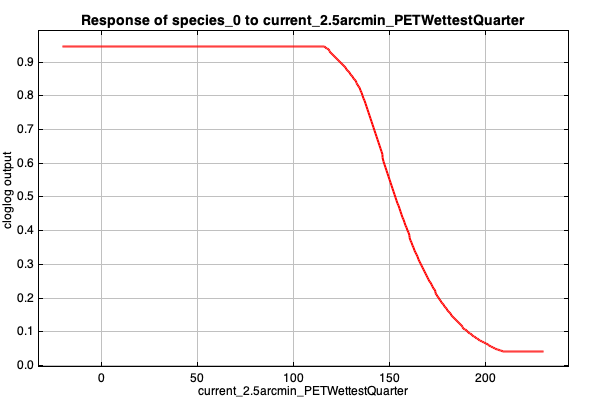 Response of species_0 to current_2.5arcmin_PETWettestQuarter
0.9
0.8
0.7
0.6
0.5
0.4
0.3
0.2
0.1
0.0
cloglog output
0 50 100 150 200
current_2.5arcmin_PETWettestQuarter